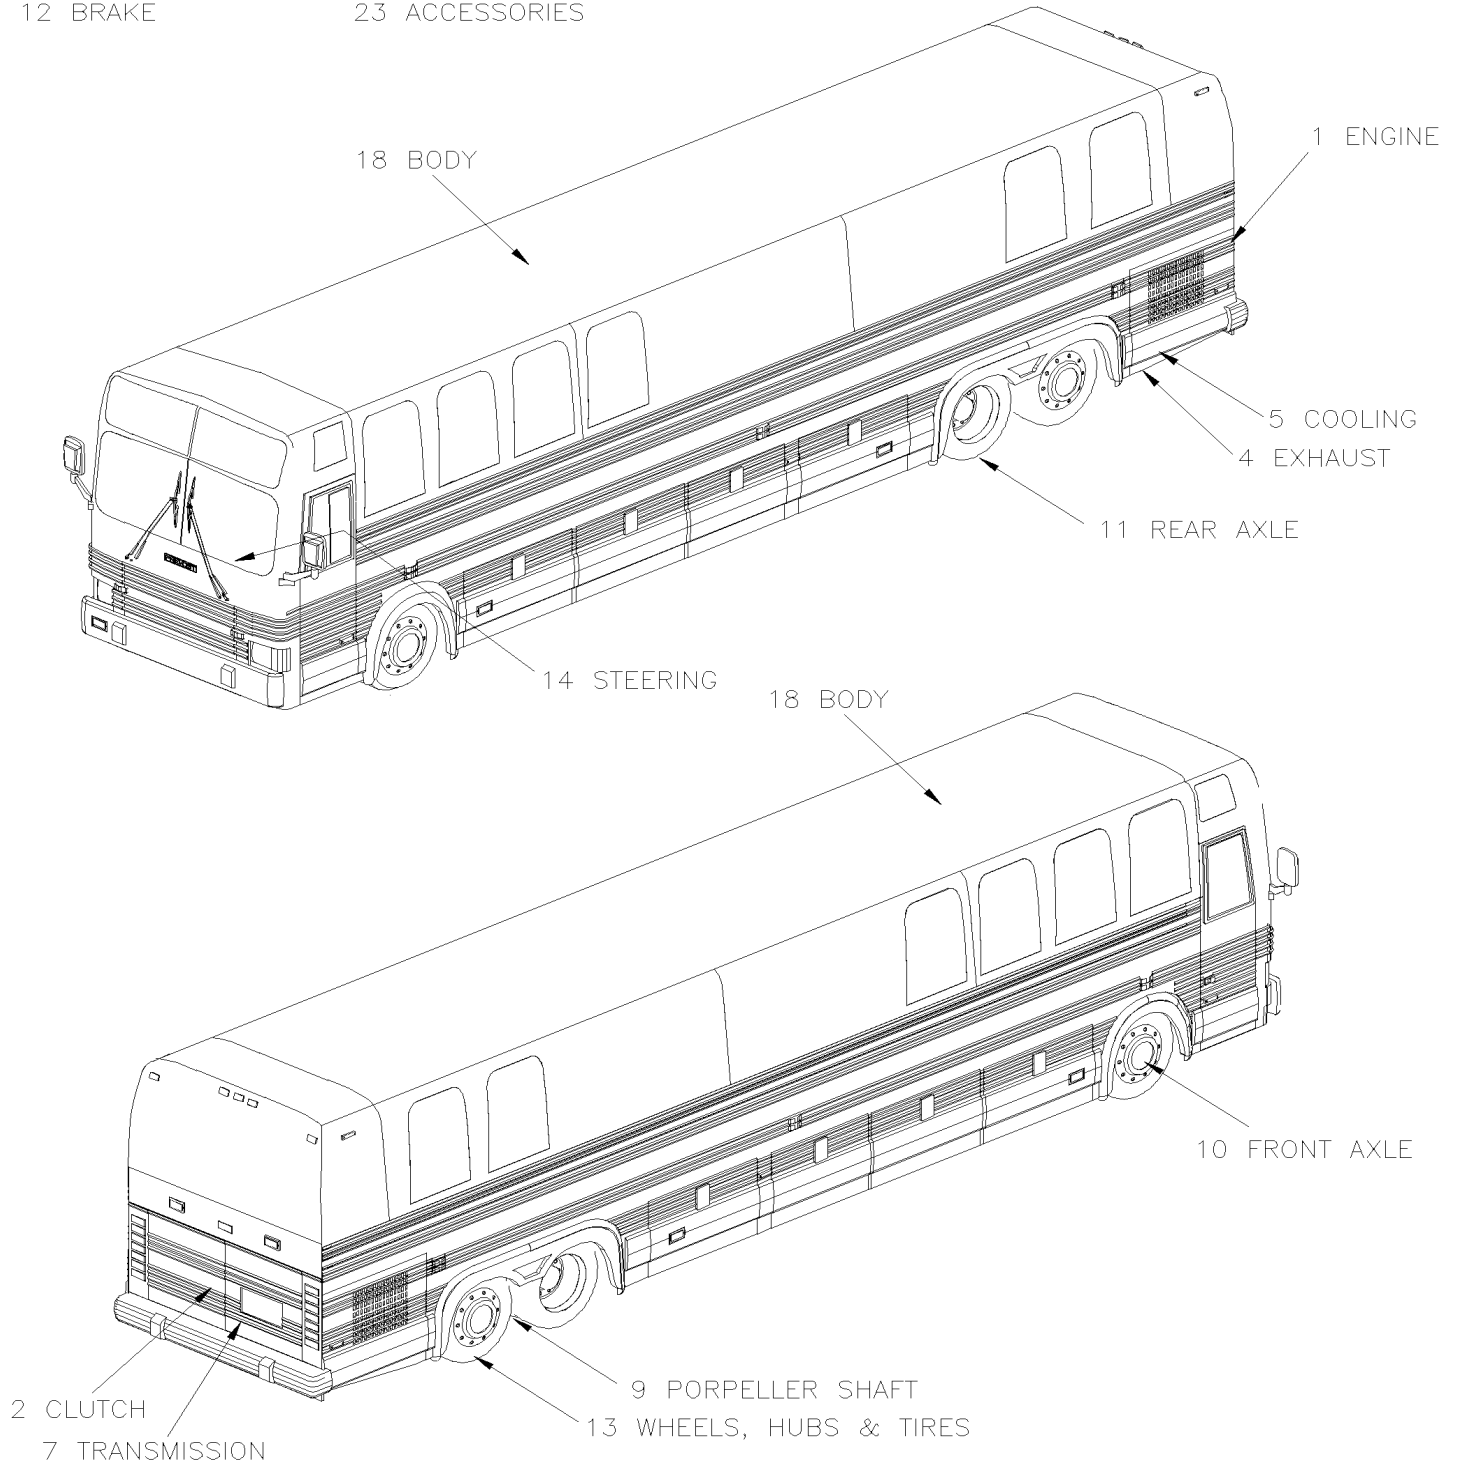 12 BRAKE 23 ACCESSORIES
1 ENGINE
18 BODY
5 COOLING
4 EXHAUST
11 REAR AXLE
14 STEERING
18 BODY
10 FRONT AXLE
9 PORPELLER SHAFT
2 CLUTCH
13 WHEELS, HUBS & TIRES
7 TRANSMISSION